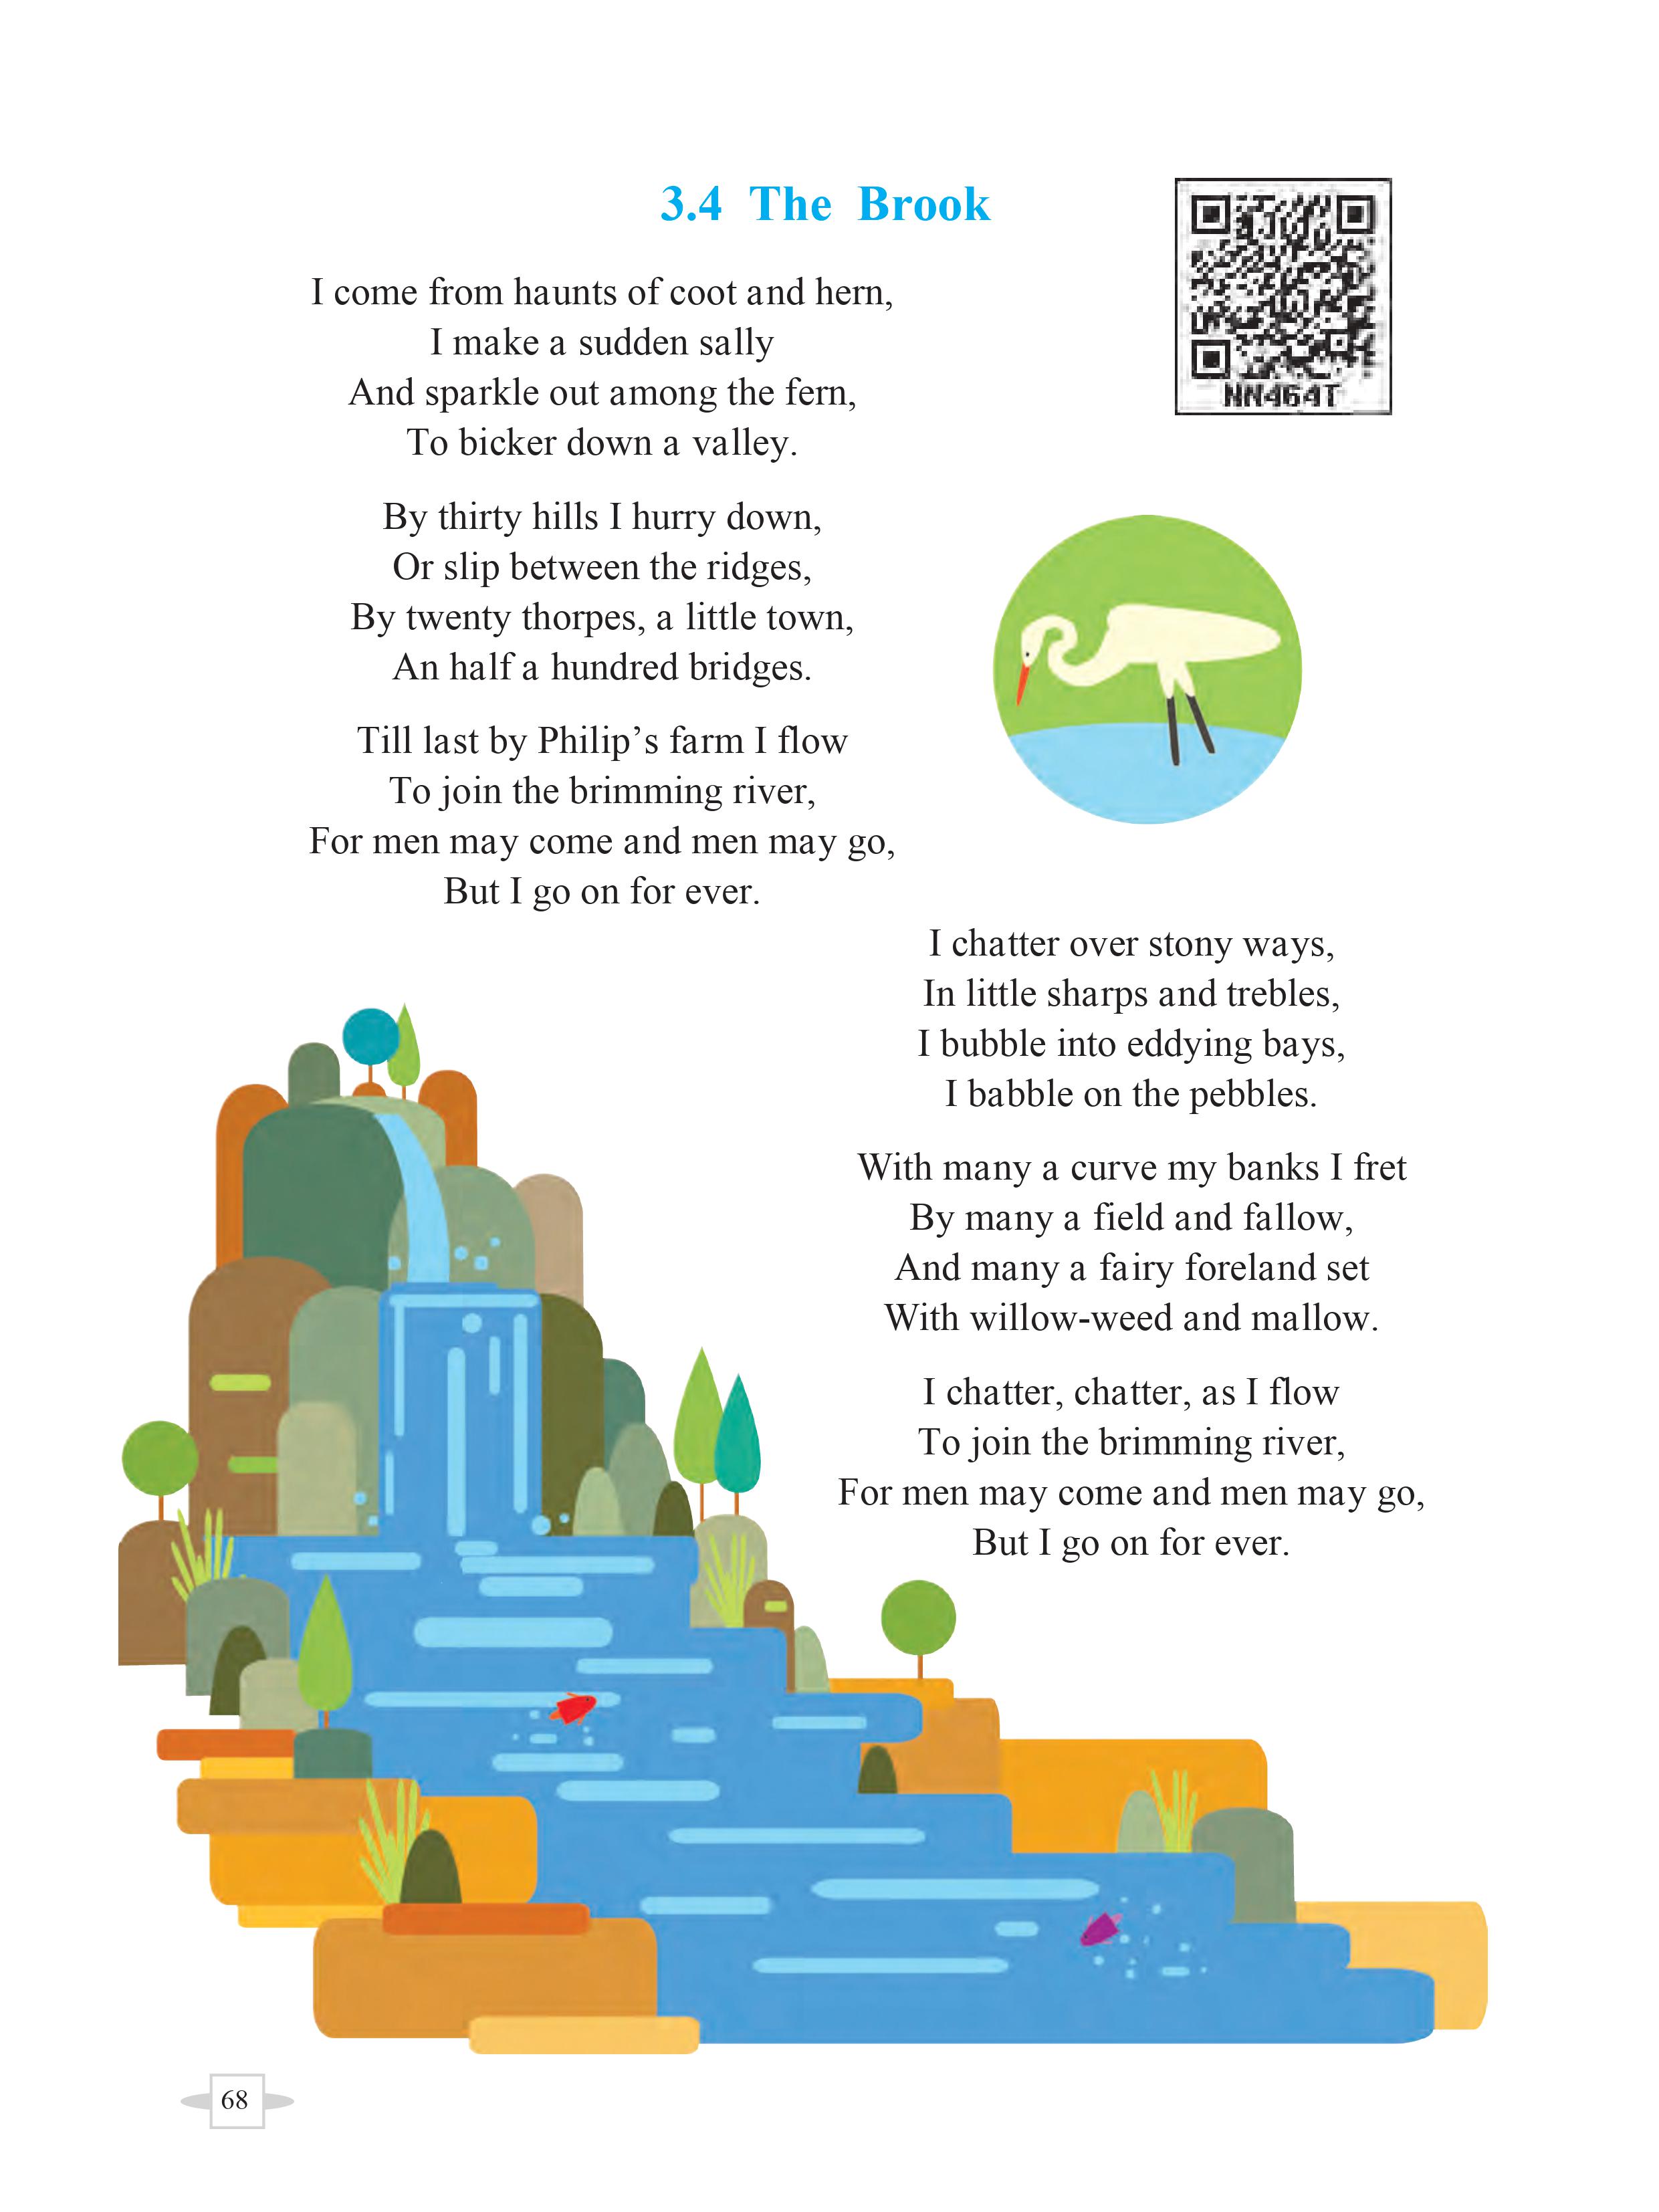 3.4 The Brook
NN464T
I come from haunts of coot and hern,
I make a sudden sally
And sparkle out among the fern,
To bicker down a valley.
By thirty hills I hurry down,
Or slip between the ridges,
By twenty thorpes, a little town,
An half a hundred bridges.
Till last by Philip’s farm I flow
To join the brimming river,
For men may come and men may go,
But I go on for ever.
I chatter over stony ways,
In little sharps and trebles,
I bubble into eddying bays,
I babble on the pebbles.
With many a curve my banks I fret
By many a field and fallow,
And many a fairy foreland set
With willow-weed and mallow.
I chatter, chatter, as I flow
To join the brimming river,
For men may come and men may go,
But I go on for ever.
68